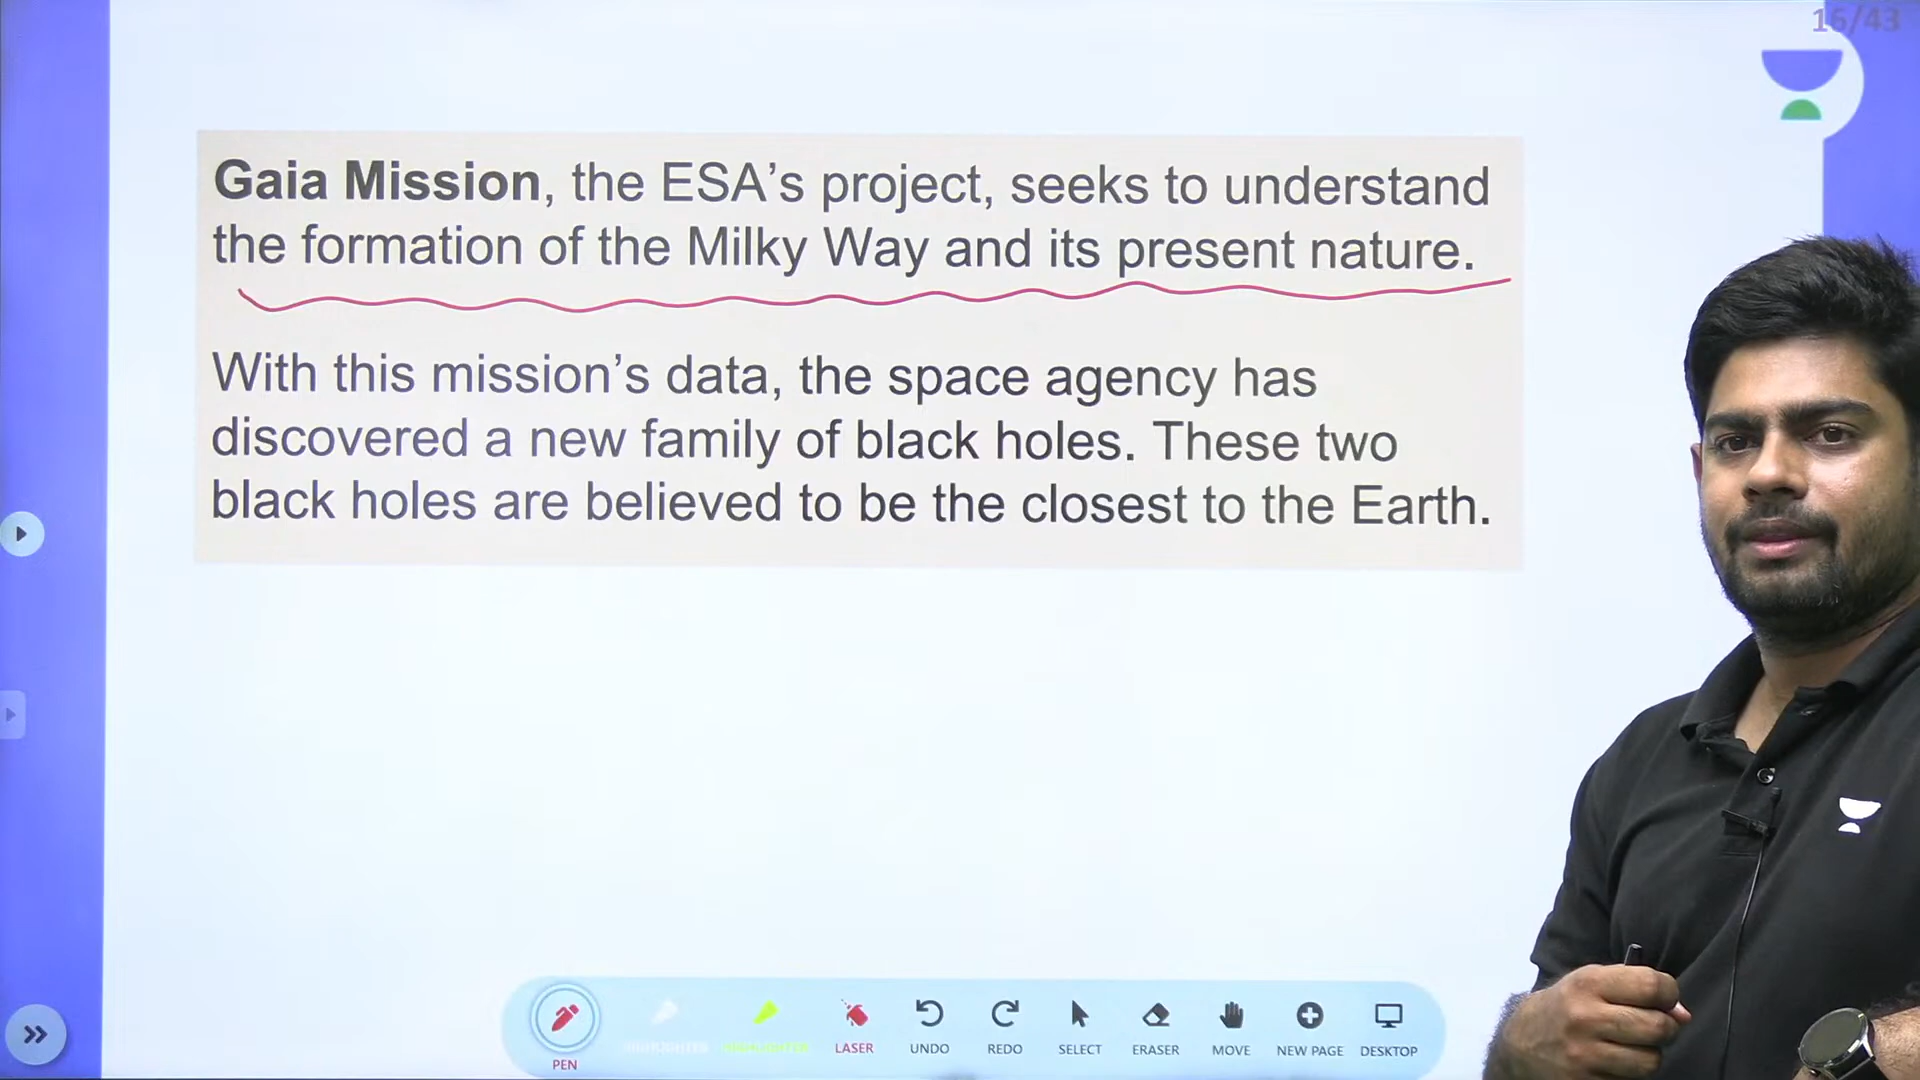 16/43
Gaia Mission, the ESA’s project, seeks to understand
the formation of the Milky Way and its present nature.
With this mission’s data, the space agency has
discovered a new family of black holes. These two
black holes are believed to be the closest to the Earth.
PEN
HIGHLIGHTER
HIGHLIGHTER
LASER
UNDO
REDO
SELECT
ERASER
MOVE
NEW PAGE
DESKTOP